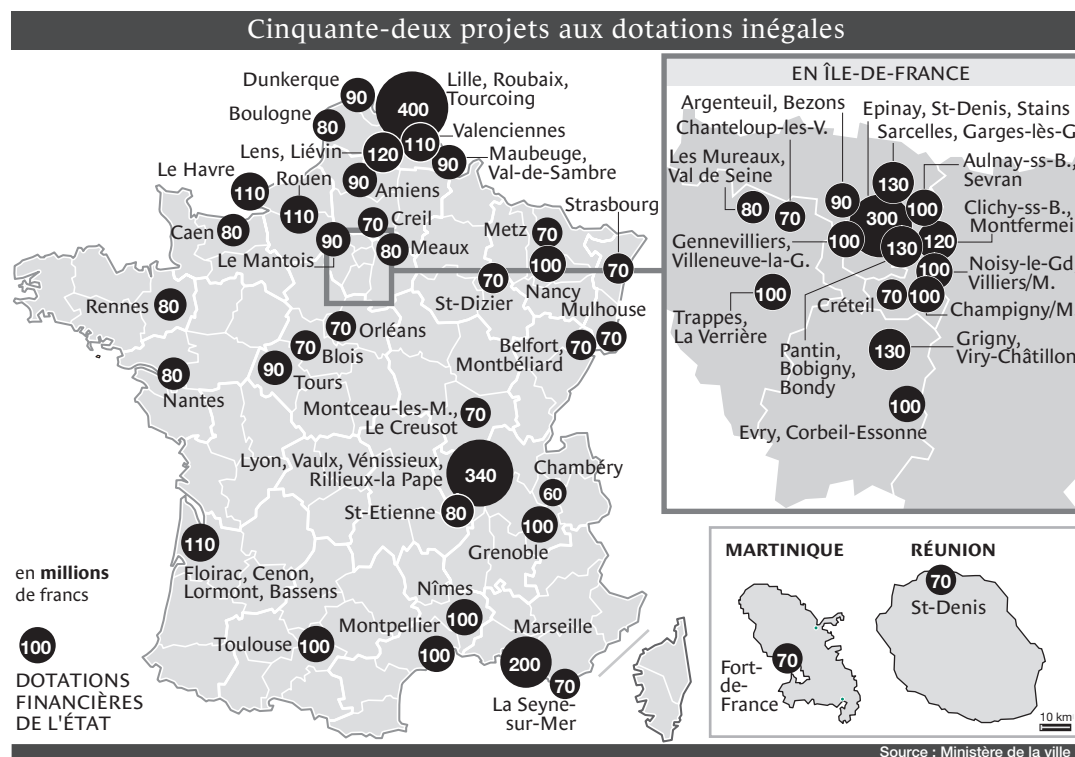 Cinquante-deux projets aux dotations inégales
Dunkerque
90
Lille, Roubaix,
Tourcoing
400
Boulogne
80
Valenciennes
110
Lens, Liévin
120
Maubeuge,
Val-de-Sambre
90
Le Havre
110
Rouen
110
Amiens
90
Caen
80
Creil
70
Le Mantois
90
Meaux
80
Strasbourg
70
Metz
70
Nancy
100
St-Dizier
70
Mulhouse
70
Belfort,
Montbéliard
70
Rennes
80
Orléans
70
Blois
70
Tours
90
Nantes
80
Montceau-les-M.,
Le Creusot
70
Lyon, Vaulx, Vénissieux,
Rillieux-la Pape
340
Chambéry
60
St-Etienne
80
Grenoble
100
110
Floirac, Cenon,
Lormont, Bassens
Nîmes
100
Montpellier
100
Toulouse
100
Marseille
200
La Seyne-
sur-Mer
70
en millions
de francs
100
DOTATIONS
FINANCIÈRES
DE L'ÉTAT
EN ÎLE-DE-FRANCE
Argenteuil, Bezons
90
Epinay, St-Denis, Stains
300
Chanteloup-les-V.
70
Sarcelles, Garges-lès-G
130
Les Mureaux,
Val de Seine
80
Aulnay-ss-B.,
Sevran
100
Clichy-ss-B.,
Montfermei
120
Gennevilliers,
Villeneuve-la-G.
100
130
Noisy-le-Gd
Villiers/M.
100
Trappes,
La Verrière
100
Créteil
70
100
Champigny/M
Pantin,
Bobigny,
Bondy
Grigny,
Viry-Châtillon
130
100
Evry, Corbeil-Essonne
MARTINIQUE
70
Fort-
de-
France
RÉUNION
70
St-Denis
10 km
Source : Ministère de la ville